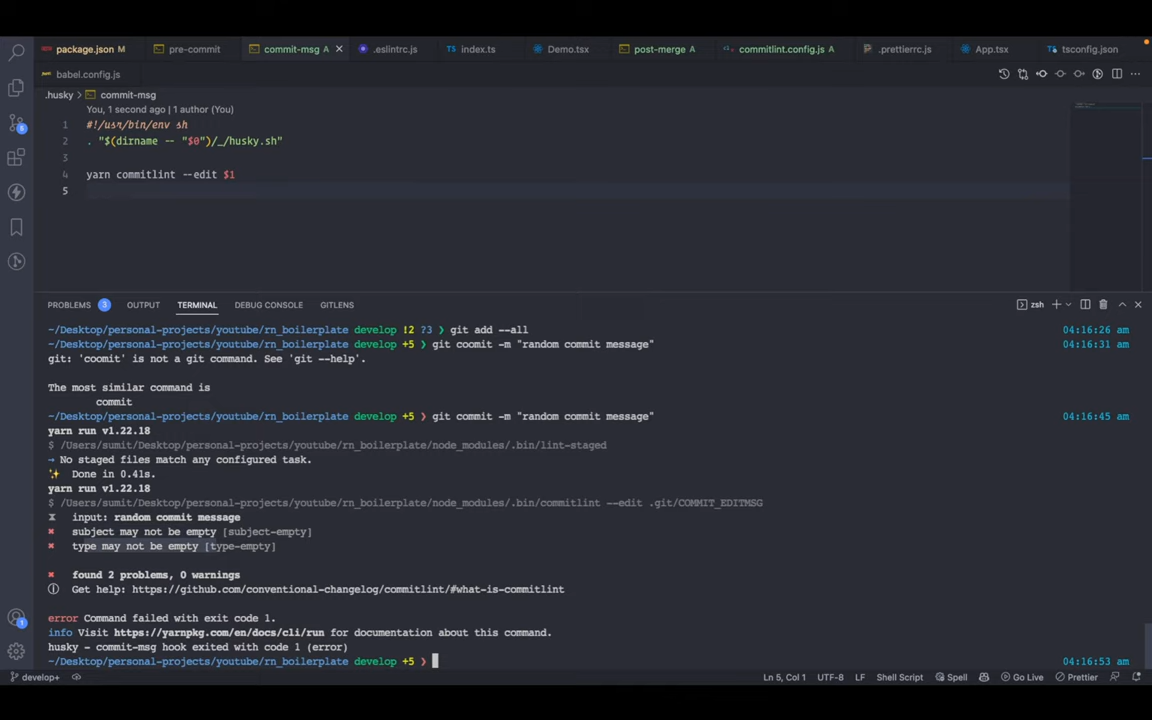 package.json M
pre-commit
commit-msg A
.eslintrc.js
index.ts
Demo.tsx
post-merge A
commitlint.config.js A
.prettierrc.js
App.tsx
tsconfig.json
babel.config.js
.husky > commit-msg
You, 1 second ago | 1 author (You)
1 #!/usr/bin/env sh
2 . "$(dirname -- "$0")/_/husky.sh"
3
4 yarn commitlint --edit $1
5
5
PROBLEMS 3 OUTPUT TERMINAL DEBUG CONSOLE GITLENS
zsh
~/Desktop/personal-projects/youtube/rn_boilerplate develop !2 ?3 ❯ git add --all 04:16:26 am
~/Desktop/personal-projects/youtube/rn_boilerplate develop +5 ❯ git coomit -m "random commit message" 04:16:31 am
git: 'coomit' is not a git command. See 'git --help'.
The most similar command is
commit
~/Desktop/personal-projects/youtube/rn_boilerplate develop +5 ❯ git commit -m "random commit message" 04:16:45 am
yarn run v1.22.18
$ /Users/sumit/Desktop/personal-projects/youtube/rn_boilerplate/node_modules/.bin/lint-staged
→ No staged files match any configured task.
✨ Done in 0.41s.
yarn run v1.22.18
$ /Users/sumit/Desktop/personal-projects/youtube/rn_boilerplate/node_modules/.bin/commitlint --edit .git/COMMIT_EDITMSG
⧗ input: random commit message
✖ subject may not be empty [subject-empty]
✖ type may not be empty [type-empty]
✖ found 2 problems, 0 warnings
ⓘ Get help: https://github.com/conventional-changelog/commitlint/#what-is-commitlint
error Command failed with exit code 1.
info Visit https://yarnpkg.com/en/docs/cli/run for documentation about this command.
husky - commit-msg hook exited with code 1 (error)
~/Desktop/personal-projects/youtube/rn_boilerplate develop +5 ❯ 04:16:53 am
1
develop+
Ln 5, Col 1 UTF-8 LF Shell Script Spell Go Live Prettier